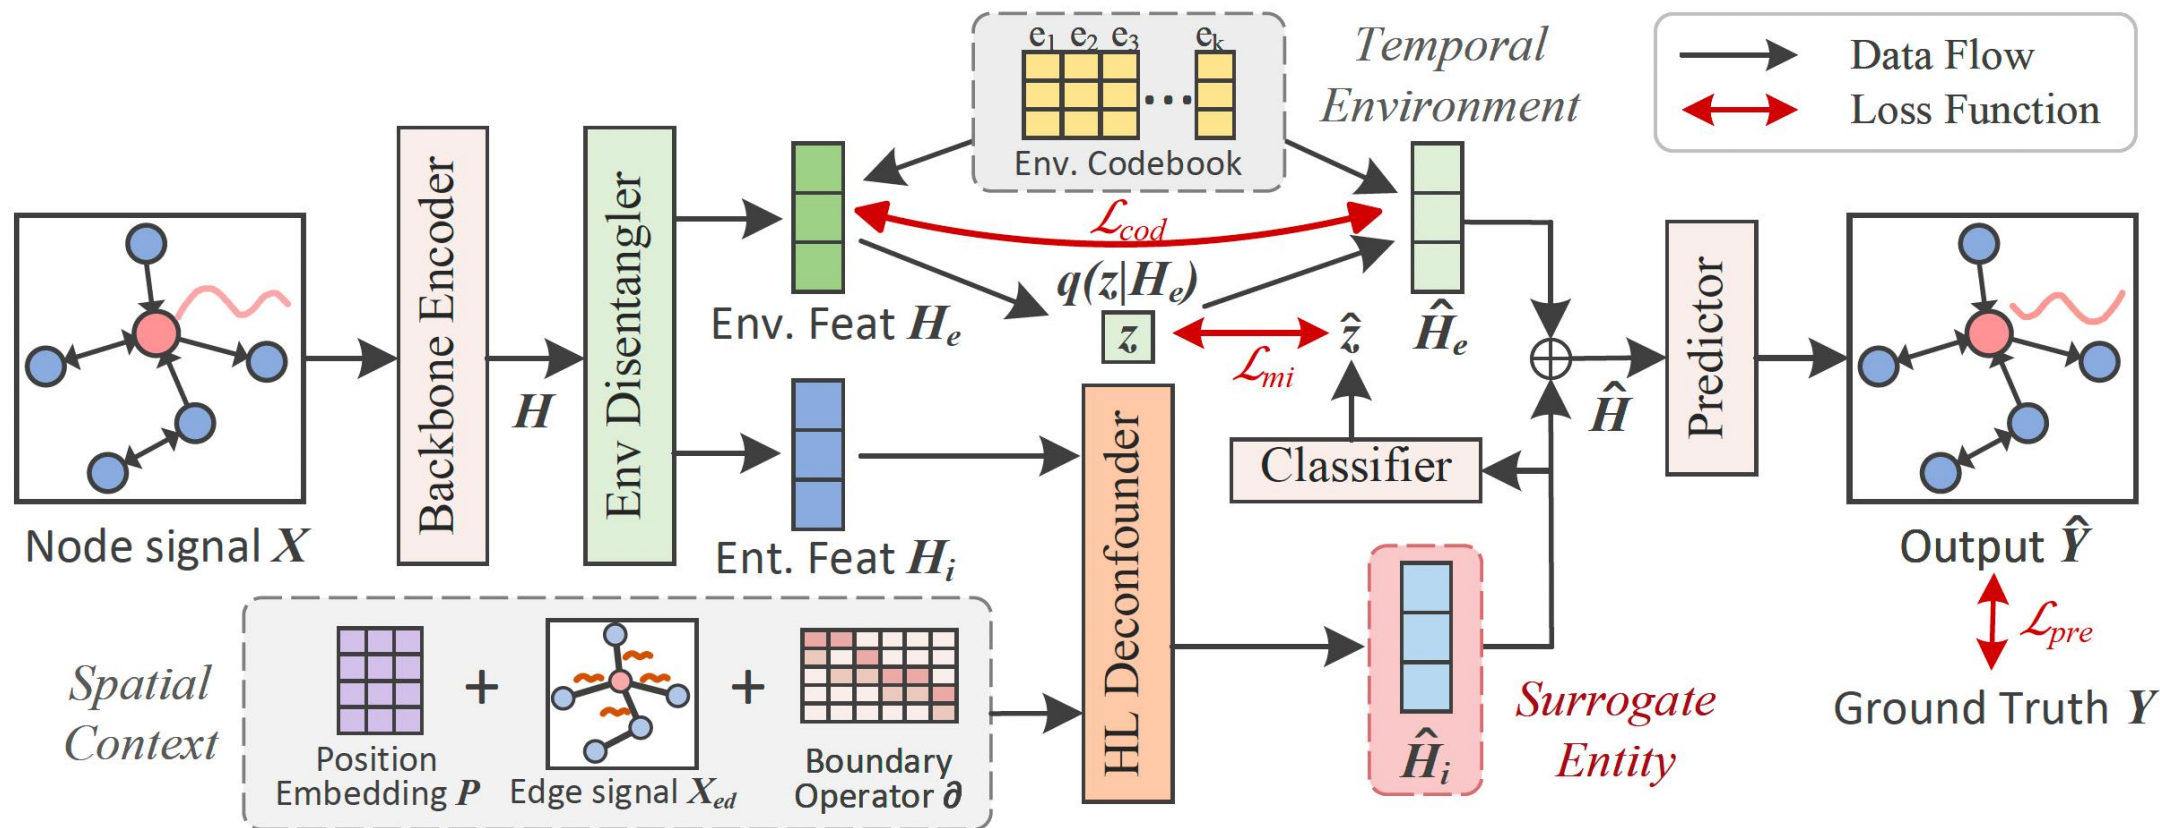 e1 e2 e3 ... ek
Env. Codebook
Temporal
Environment
Data Flow
Loss Function
Node signal X
Backbone Encoder
H
Env Disentangler
Env. Feat He
Ent. Feat Hi
Lcod
q(z|He)
z
Lmi
ẑ
Ĥe
Classifier
HL Deconfounder
Ĥ
Predictor
Output Ŷ
Lpre
Ground Truth Y
Spatial
Context
Position
Embedding P
+
Edge signal Xed
+
Boundary
Operator ∂
Ĥi
Surrogate
Entity